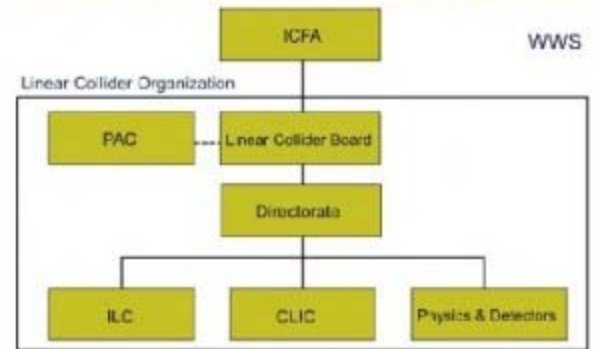 ICFA
WWS
Linear Collider Organization
PAC
Linear Collider Board
Directorate
ILC
CLIC
Physics & Detectors